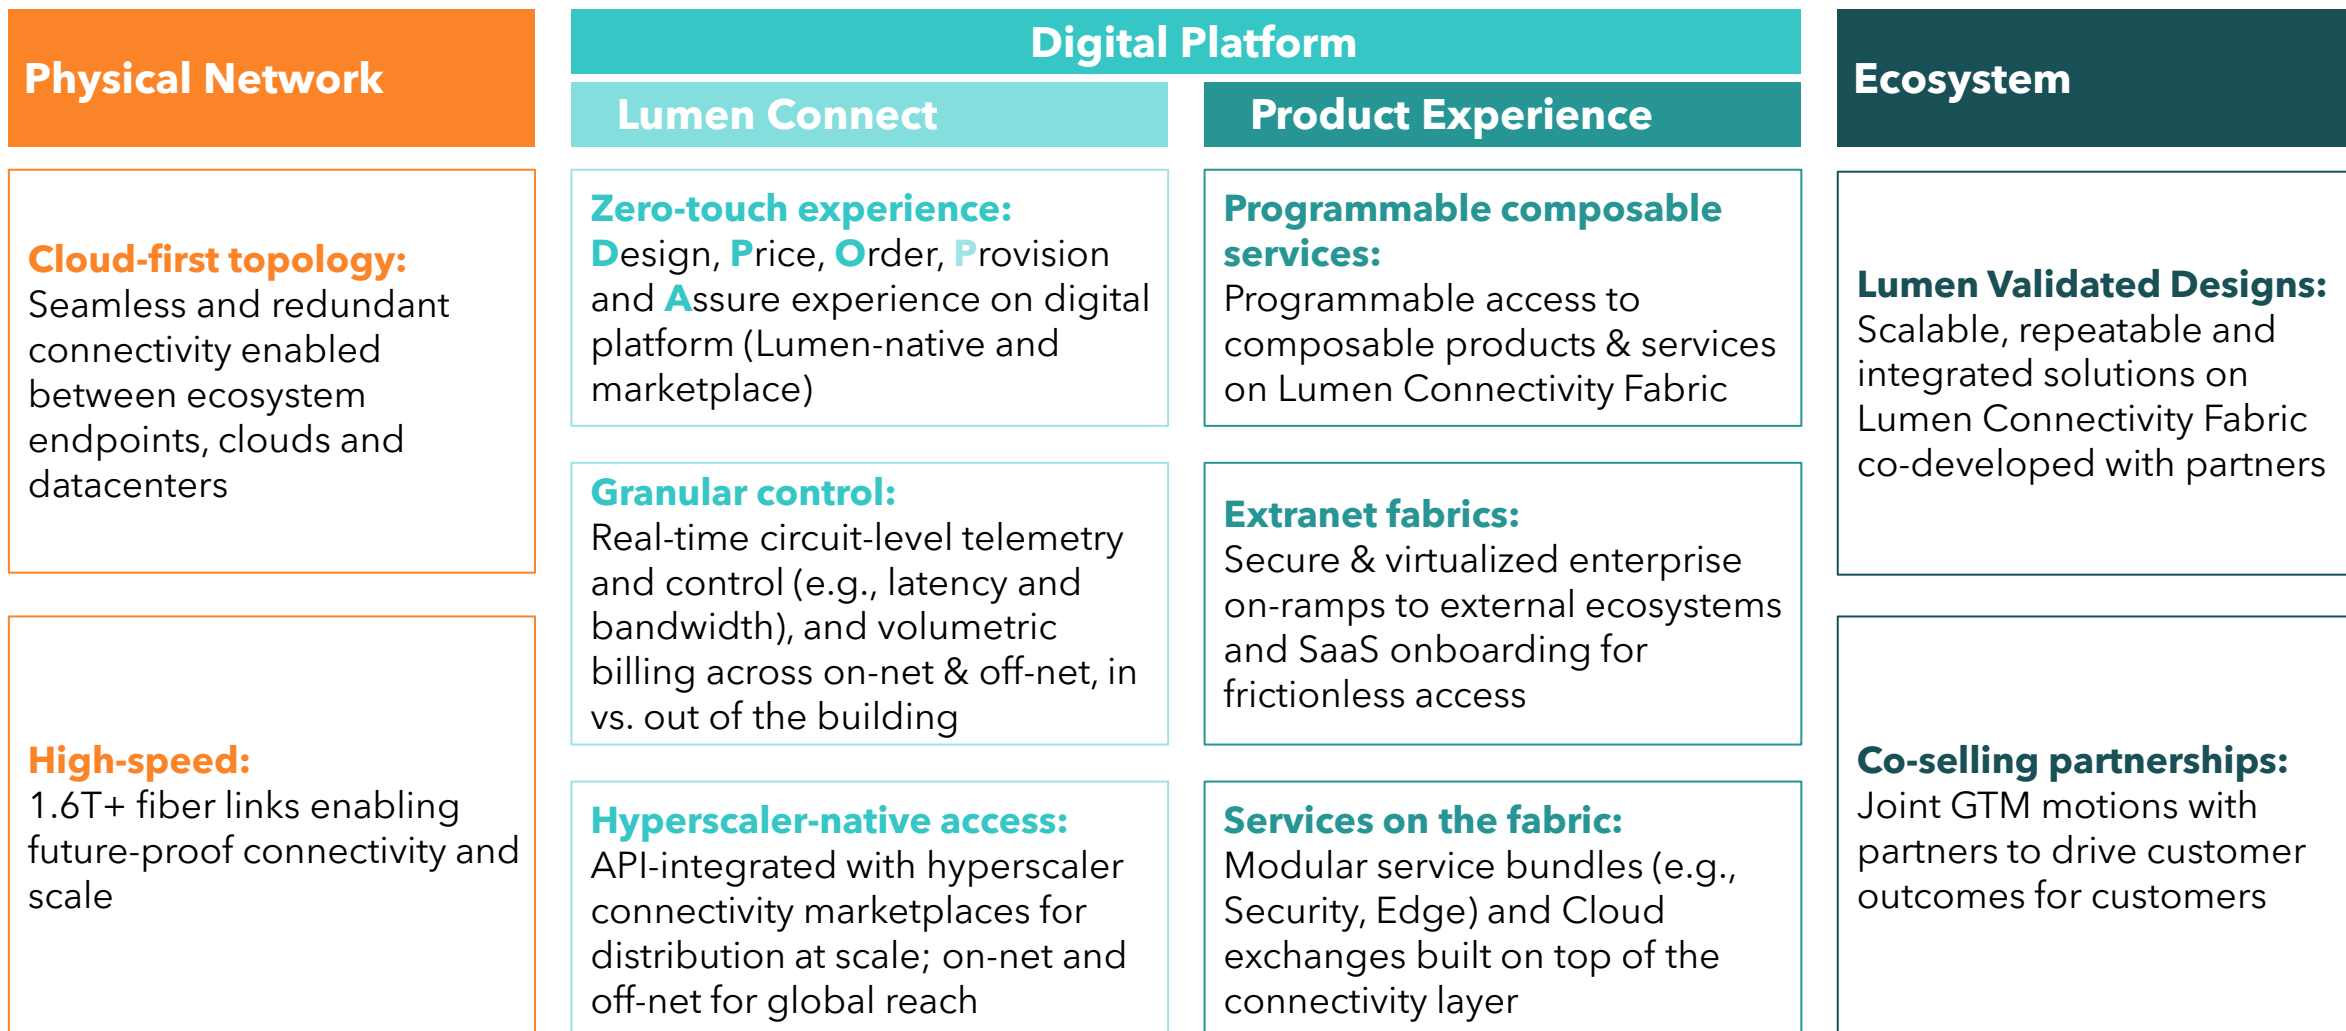 Physical Network
Cloud-first topology:
Seamless and redundant
connectivity enabled
between ecosystem
endpoints, clouds and
datacenters
High-speed:
1.6T+ fiber links enabling
future-proof connectivity and
scale
Digital Platform
Lumen Connect
Zero-touch experience:
Design, Price, Order, Provision
and Assure experience on digital
platform (Lumen-native and
marketplace)
Granular control:
Real-time circuit-level telemetry
and control (e.g., latency and
bandwidth), and volumetric
billing across on-net & off-net, in
vs. out of the building
Hyperscaler-native access:
API-integrated with hyperscaler
connectivity marketplaces for
distribution at scale; on-net and
off-net for global reach
Product Experience
Programmable composable
services:
Programmable access to
composable products & services
on Lumen Connectivity Fabric
Extranet fabrics:
Secure & virtualized enterprise
on-ramps to external ecosystems
and SaaS onboarding for
frictionless access
Services on the fabric:
Modular service bundles (e.g.,
Security, Edge) and Cloud
exchanges built on top of the
connectivity layer
Ecosystem
Lumen Validated Designs:
Scalable, repeatable and
integrated solutions on
Lumen Connectivity Fabric
co-developed with partners
Co-selling partnerships:
Joint GTM motions with
partners to drive customer
outcomes for customers